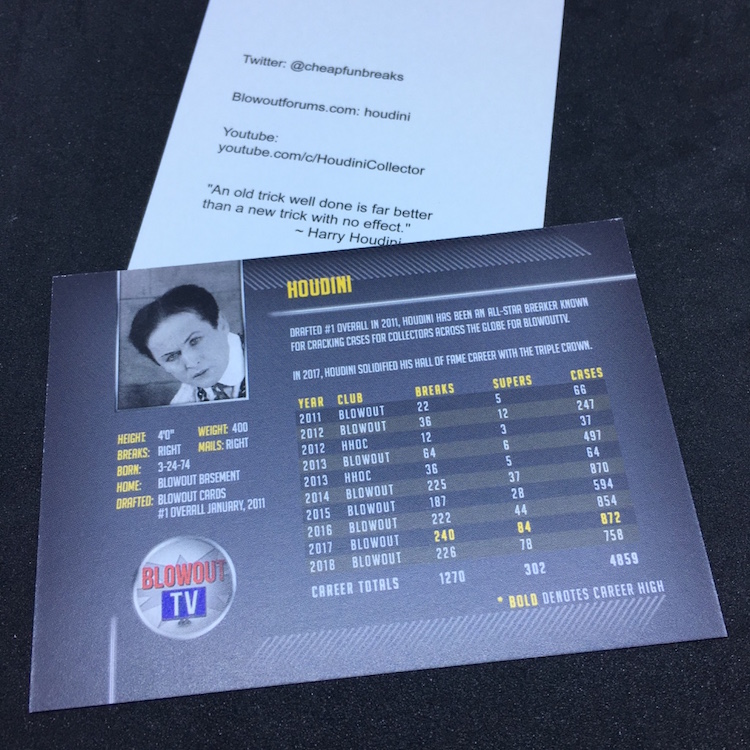 Twitter: @cheapfunbreaks
Blowoutforums.com: houdini
Youtube:
youtube.com/c/HoudiniCollector
"An old trick well done is far better
than a new trick with no effect."
~ Harry Houdini
HOUDINI
DRAFTED #1 OVERALL IN 2011, HOUDINI HAS BEEN AN ALL-STAR BREAKER KNOWN
FOR CRACKING CASES FOR COLLECTORS ACROSS THE GLOBE FOR BLOWOUTTV.
IN 2017, HOUDINI SOLIDIFIED HIS HALL OF FAME CAREER WITH THE TRIPLE CROWN.
HEIGHT: 4'0" WEIGHT: 400
BREAKS: RIGHT MAILS: RIGHT
BORN: 3-24-74
HOME: BLOWOUT BASEMENT
DRAFTED: BLOWOUT CARDS
#1 OVERALL JANUARY, 2011
BLOWOUT
TV
YEAR CLUB BREAKS SUPERS CASES
2011 BLOWOUT 22 5 66
2012 BLOWOUT 36 12 247
2012 HHOC 12 3 37
2013 BLOWOUT 64 6 497
2013 HHOC 36 5 64
2014 BLOWOUT 225 37 870
2015 BLOWOUT 187 28 594
2016 BLOWOUT 222 44 854
2017 BLOWOUT 240 84 872
2018 BLOWOUT 226 78 758
CAREER TOTALS 1270 302 4859
* BOLD DENOTES CAREER HIGH